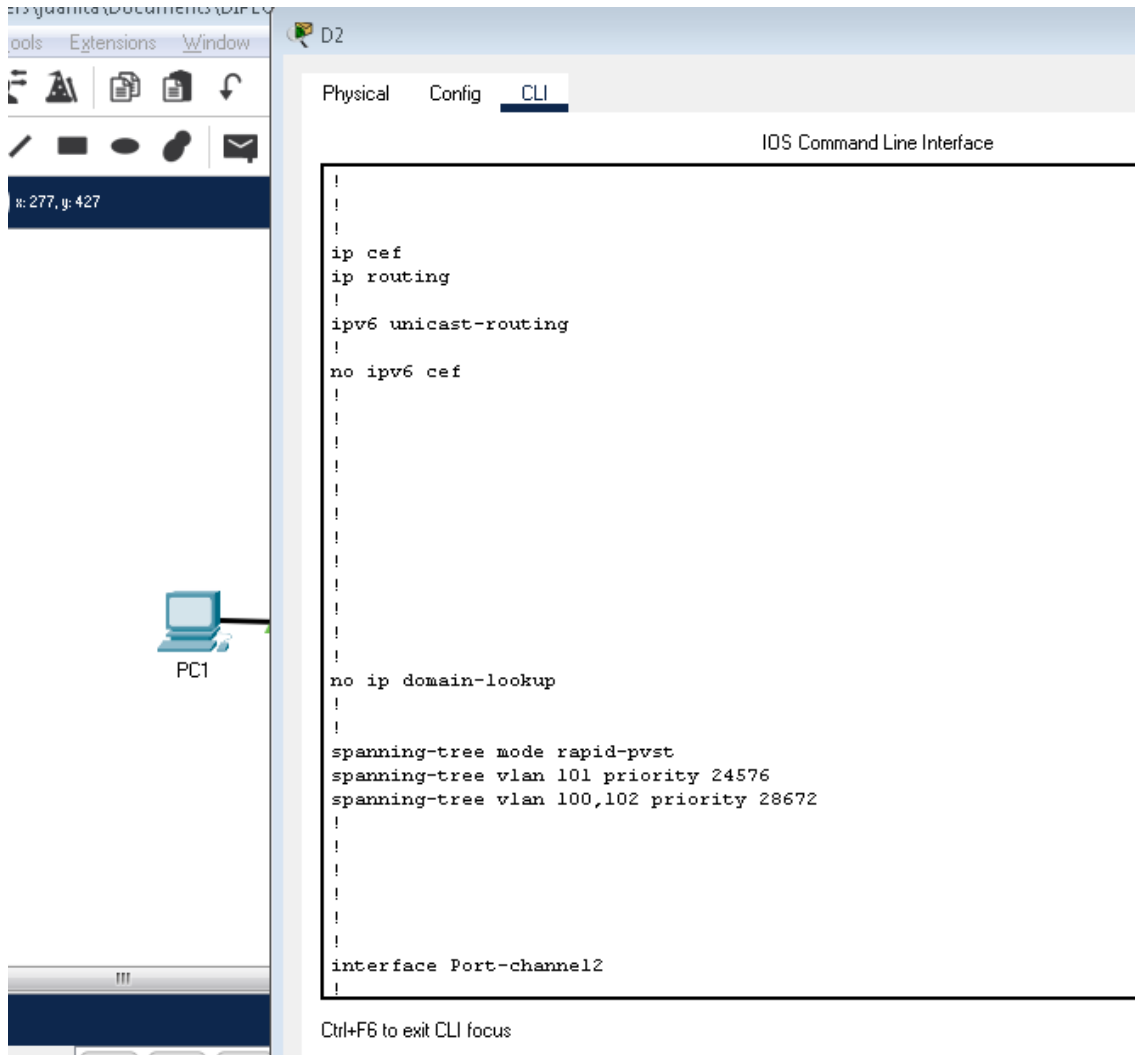 ools Extensions Window
x: 277, y: 427
PC1
D2
Physical Config CLI
IOS Command Line Interface
!
!
!
ip cef
ip routing
!
ipv6 unicast-routing
!
no ipv6 cef
!
!
!
!
!
!
!
!
!
!
!
!
no ip domain-lookup
!
!
spanning-tree mode rapid-pvst
spanning-tree vlan 101 priority 24576
spanning-tree vlan 100,102 priority 28672
!
!
!
!
!
!
interface Port-channel2
!
Ctrl+F6 to exit CLI focus